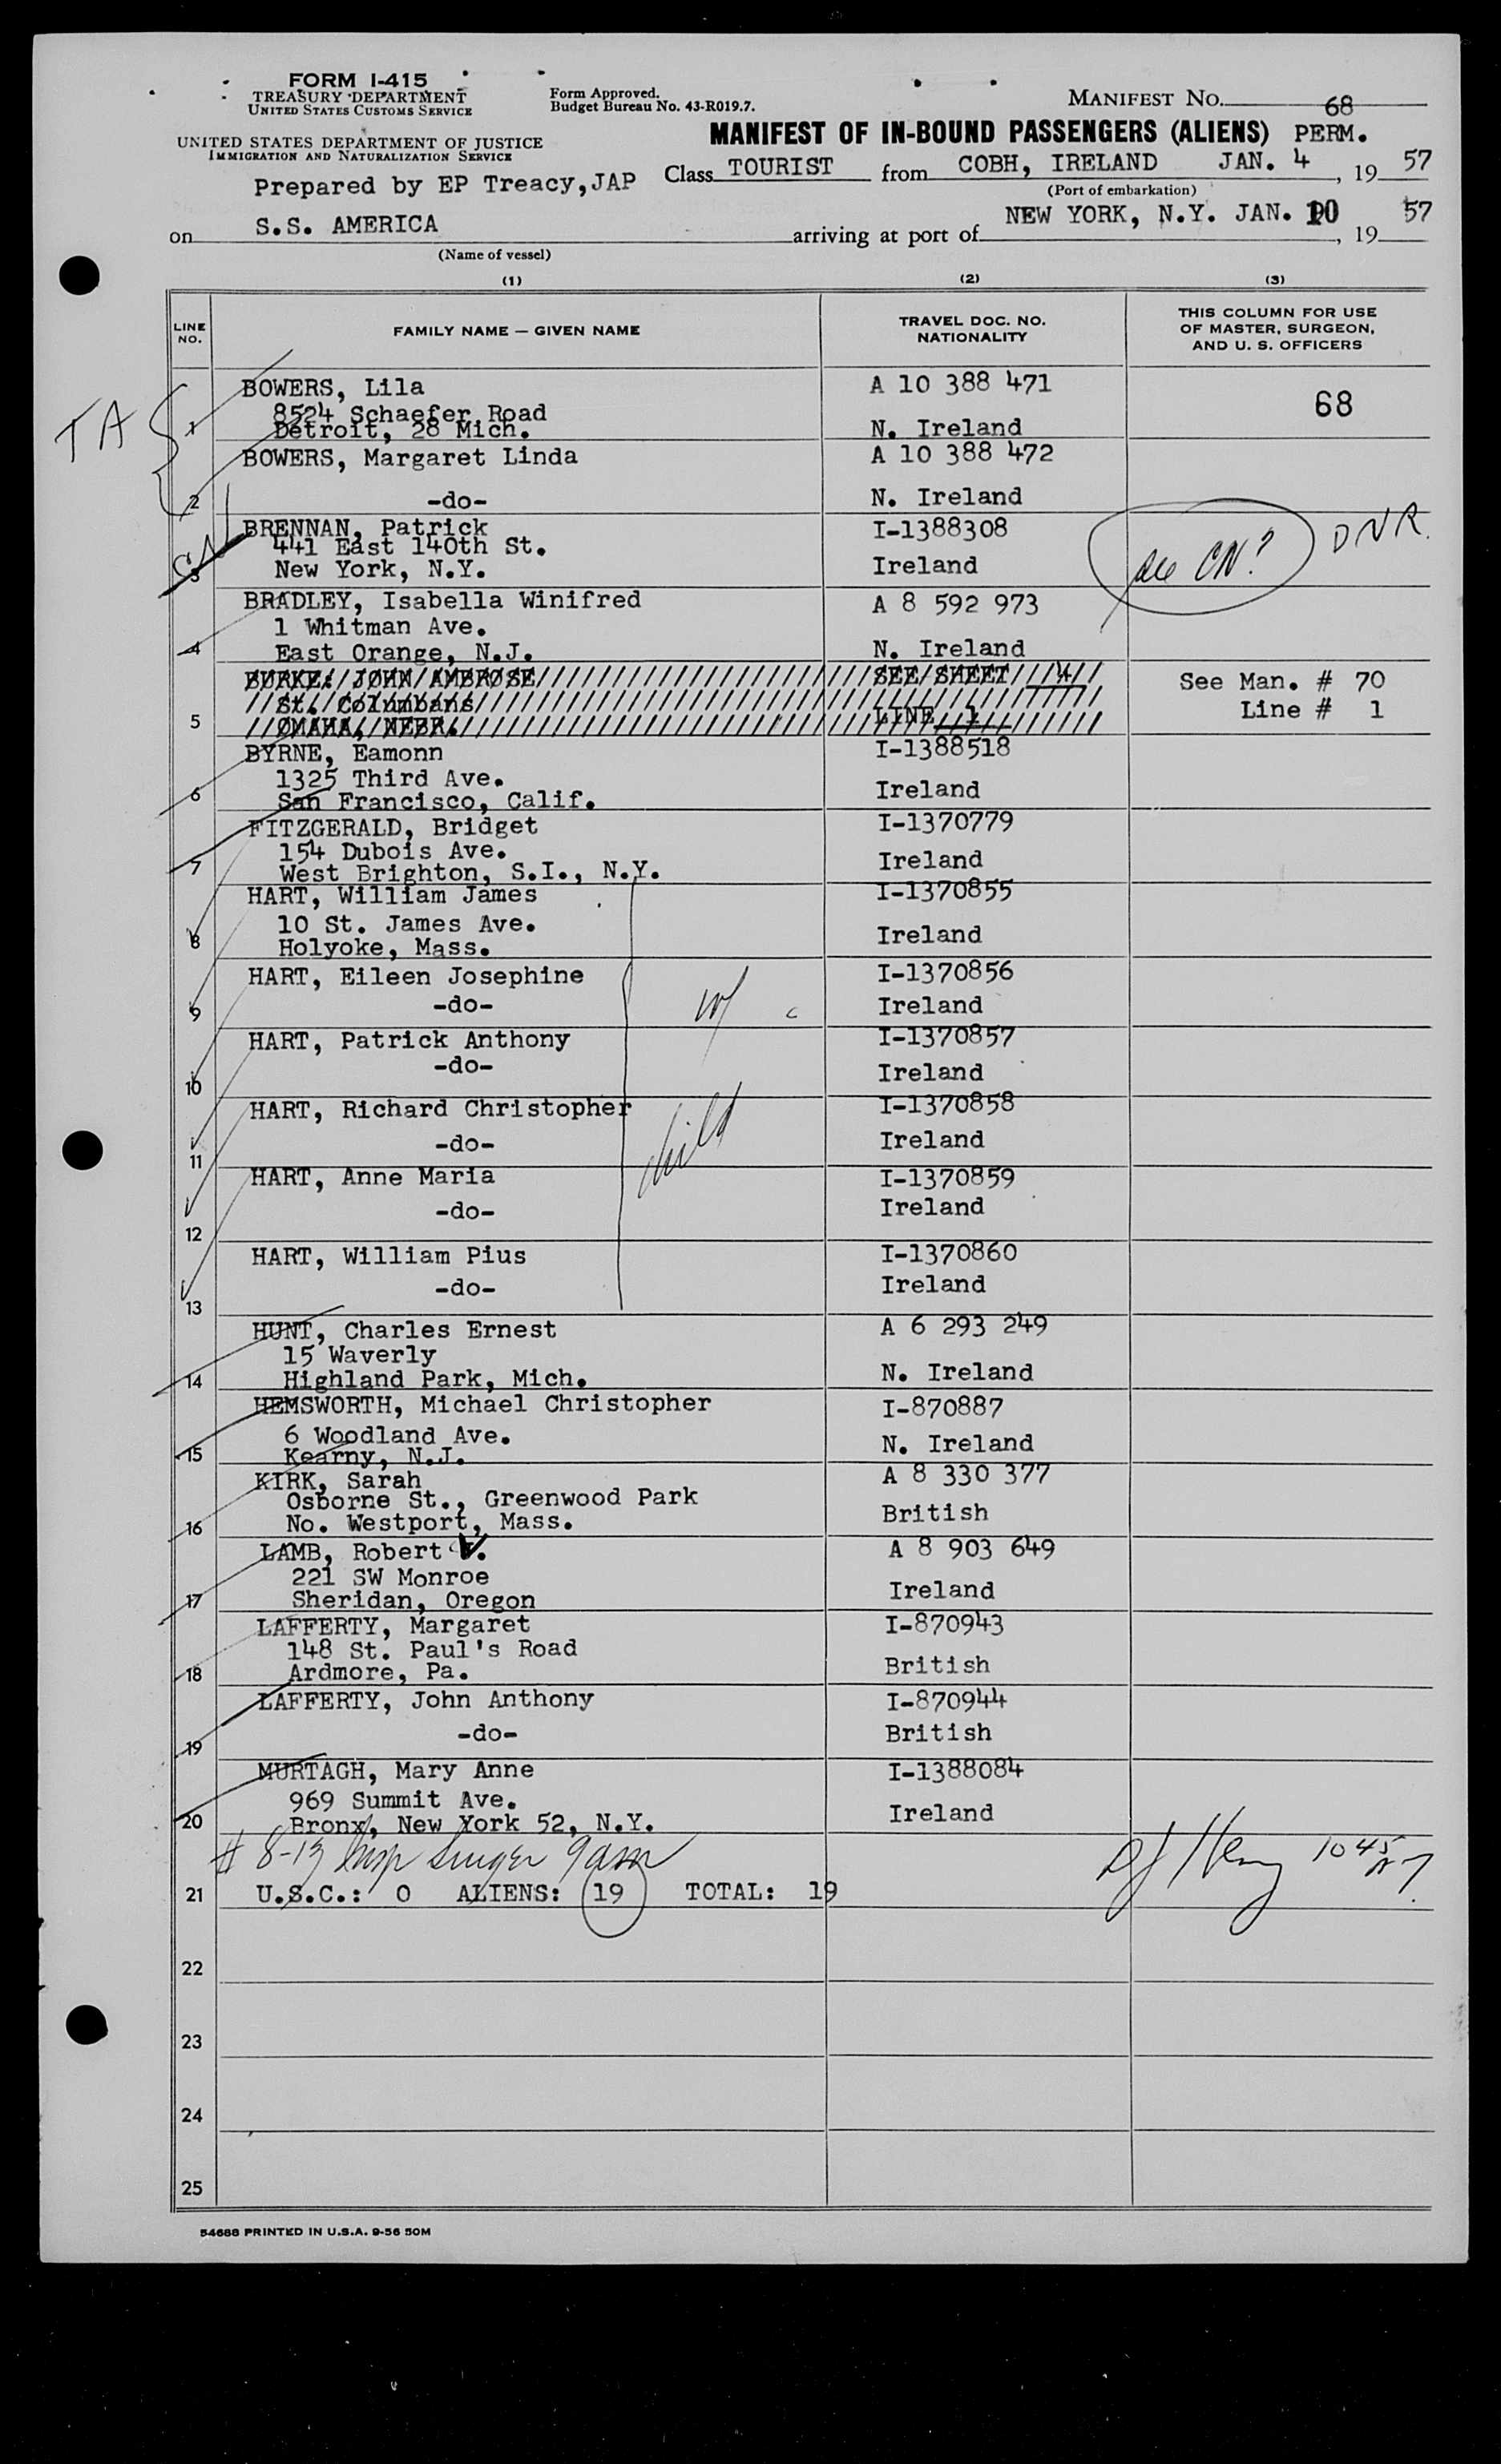 FORM I-415
TREASURY DEPARTMENT
UNITED STATES CUSTOMS SERVICE
Form Approved.
Budget Bureau No. 43-R019.7.
MANIFEST NO. 68
UNITED STATES DEPARTMENT OF JUSTICE
IMMIGRATION AND NATURALIZATION SERVICE
MANIFEST OF IN-BOUND PASSENGERS (ALIENS) PERM.
Prepared by EP Treacy, JAP
Class TOURIST from COBH, IRELAND JAN. 4, 19 57
(Port of embarkation)
on S.S. AMERICA arriving at port of NEW YORK, N.Y. JAN. 10, 19 57
(Name of vessel)
(1) (2) (3)
LINE NO.
FAMILY NAME — GIVEN NAME
TRAVEL DOC. NO.
NATIONALITY
THIS COLUMN FOR USE
OF MASTER, SURGEON,
AND U. S. OFFICERS
TA
BOWERS, Lila A 10 388 471
8524 Schaefer Road 68
1 Detroit, 28 Mich. N. Ireland
BOWERS, Margaret Linda A 10 388 472
2 -do- N. Ireland
BRENNAN, Patrick I-1388308
441 East 140th St.
3 New York, N.Y. Ireland
see CN? DNR
BRADLEY, Isabella Winifred A 8 592 973
1 Whitman Ave.
4 East Orange, N.J. N. Ireland
BURKE, JOHN AMBROSE SEE SHEET 4 See Man. # 70
St. Columbans Line # 1
5 OMAHA, NEBR. LINE 1
BYRNE, Eamonn I-1388518
1325 Third Ave.
6 San Francisco, Calif. Ireland
FITZGERALD, Bridget I-1370779
154 Dubois Ave.
7 West Brighton, S.I., N.Y. Ireland
HART, William James I-1370855
10 St. James Ave.
8 Holyoke, Mass. Ireland
HART, Eileen Josephine I-1370856
9 -do- Ireland
w/
HART, Patrick Anthony I-1370857
10 -do- Ireland
HART, Richard Christopher I-1370858
11 -do- Ireland
child
HART, Anne Maria I-1370859
12 -do- Ireland
HART, William Pius I-1370860
13 -do- Ireland
HUNT, Charles Ernest A 6 293 249
15 Waverly
14 Highland Park, Mich. N. Ireland
HEMSWORTH, Michael Christopher I-870887
6 Woodland Ave.
15 Kearny, N.J. N. Ireland
KIRK, Sarah A 8 330 377
Osborne St., Greenwood Park
16 No. Westport, Mass. British
LAMB, Robert V. A 8 903 649
221 SW Monroe
17 Sheridan, Oregon Ireland
LAFFERTY, Margaret I-870943
148 St. Paul's Road
18 Ardmore, Pa. British
LAFFERTY, John Anthony I-870944
19 -do- British
MURTAGH, Mary Anne I-1388084
969 Summit Ave.
20 Bronx, New York 52, N.Y. Ireland
# 8-13 Insp Singer 9am
21 U.S.C.: 0 ALIENS: 19 TOTAL: 19
22
23
24
25
54688 PRINTED IN U.S.A. 9-56 50M